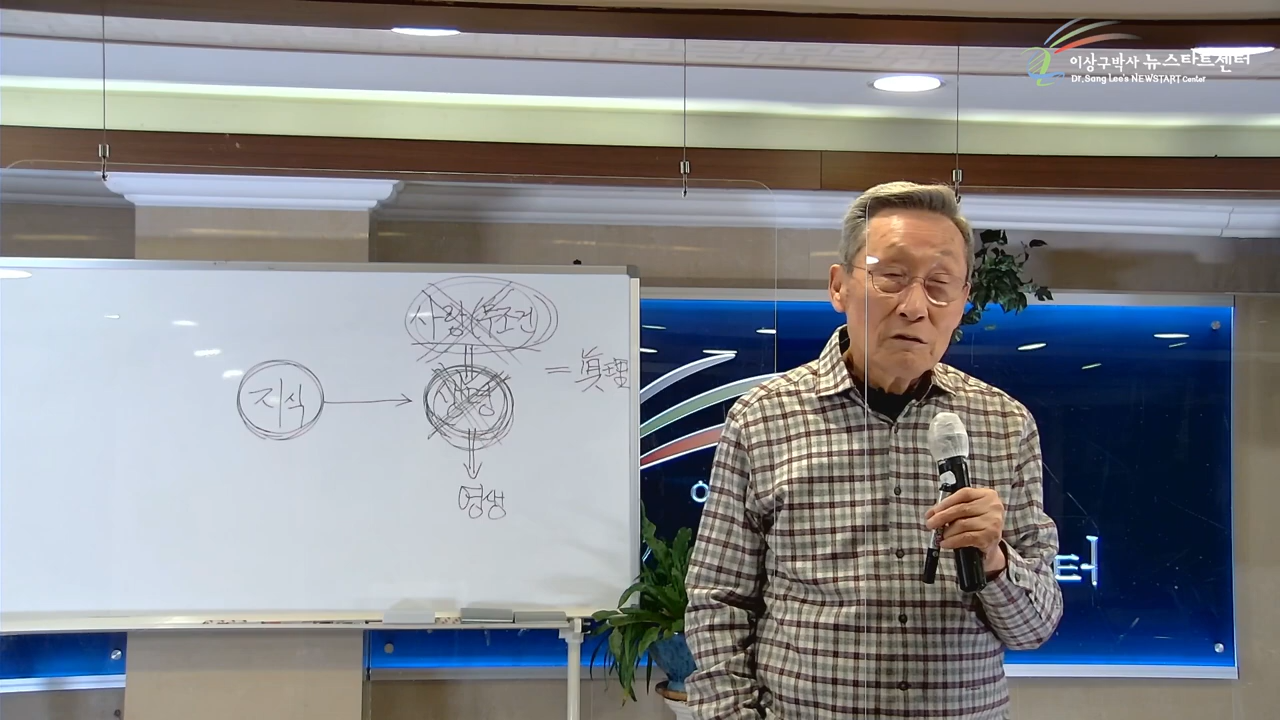 이상구박사 뉴스타트센터
Dr. Sang Lee's NEWSTART Center
사랑(무조건
= 眞理
지식
생명
영생
터